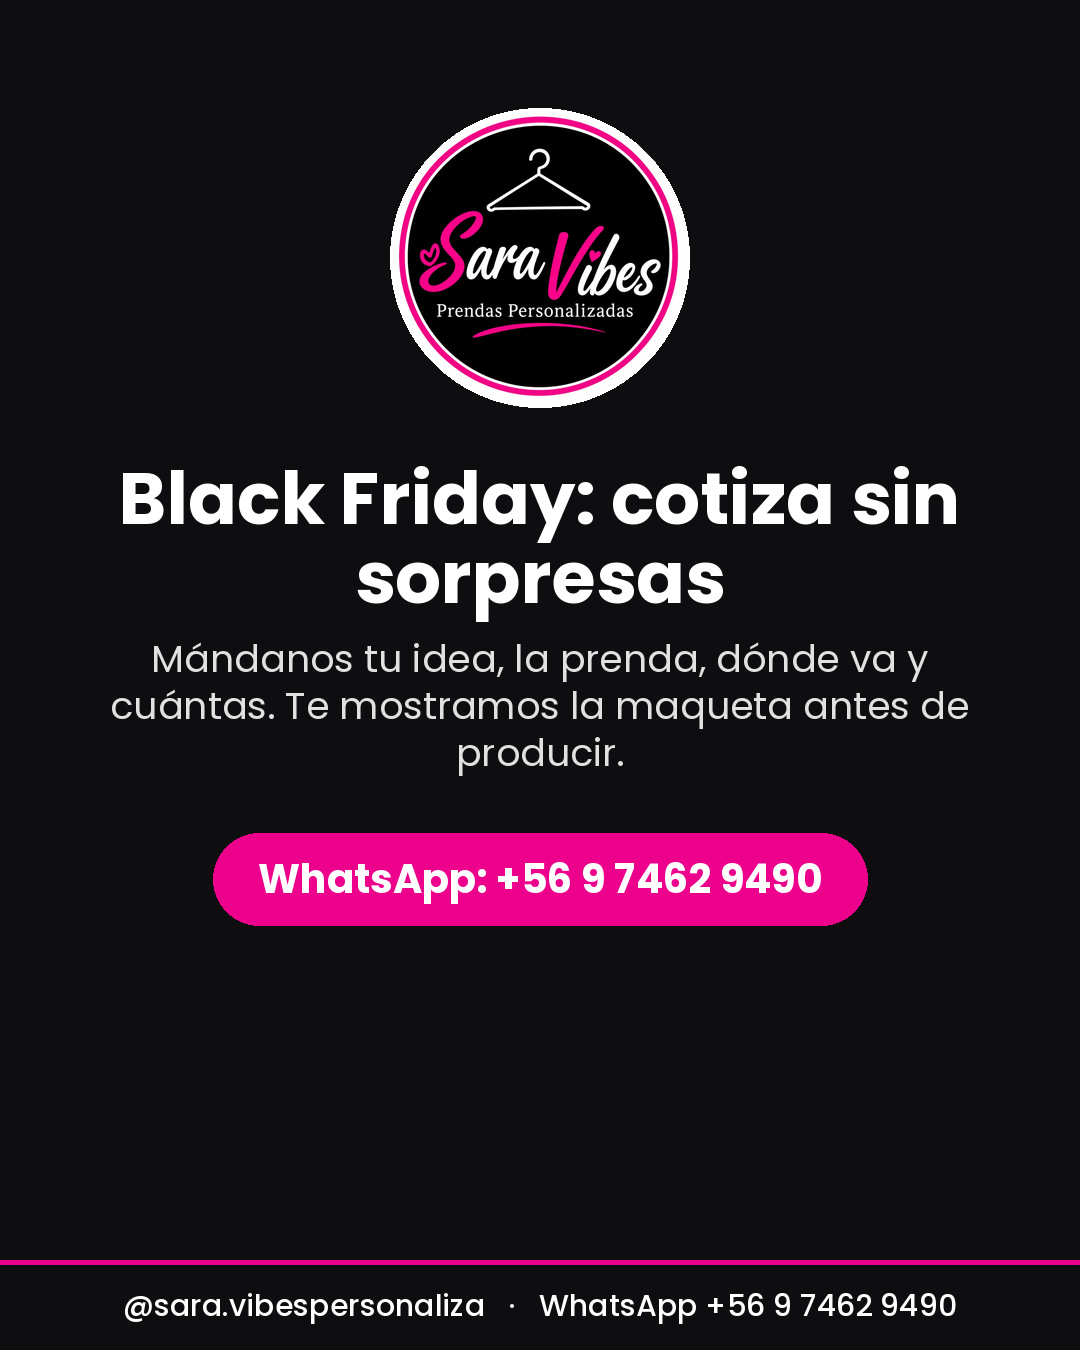 Sara Vibes
Prendas Personalizadas
Black Friday: cotiza sin
sorpresas
Mándanos tu idea, la prenda, dónde va y
cuántas. Te mostramos la maqueta antes de
producir.
WhatsApp: +56 9 7462 9490
@sara.vibespersonaliza · WhatsApp +56 9 7462 9490